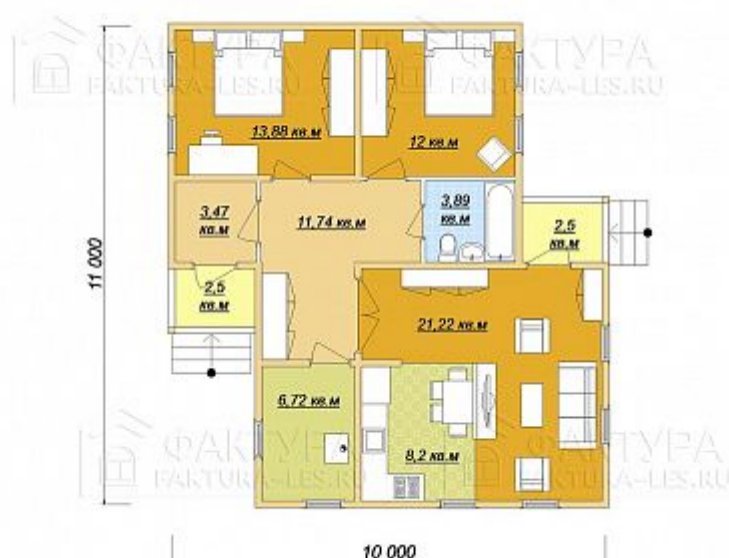 ФАКТУРА
FAKTURA-LES.RU
ФАКТУРА
FAKTURA-LES.RU
13,88 кв.м
12 кв.м
3,47
кв.м
11,74 кв.м
3,89
кв.м
2,5
кв.м
2,5
кв.м
21,22 кв.м
11 000
6,72 кв.м
8,2 кв.м
ФАКТУРА
FAKTURA-LES.RU
ФАКТУРА
FAKTURA-LES.RU
10 000